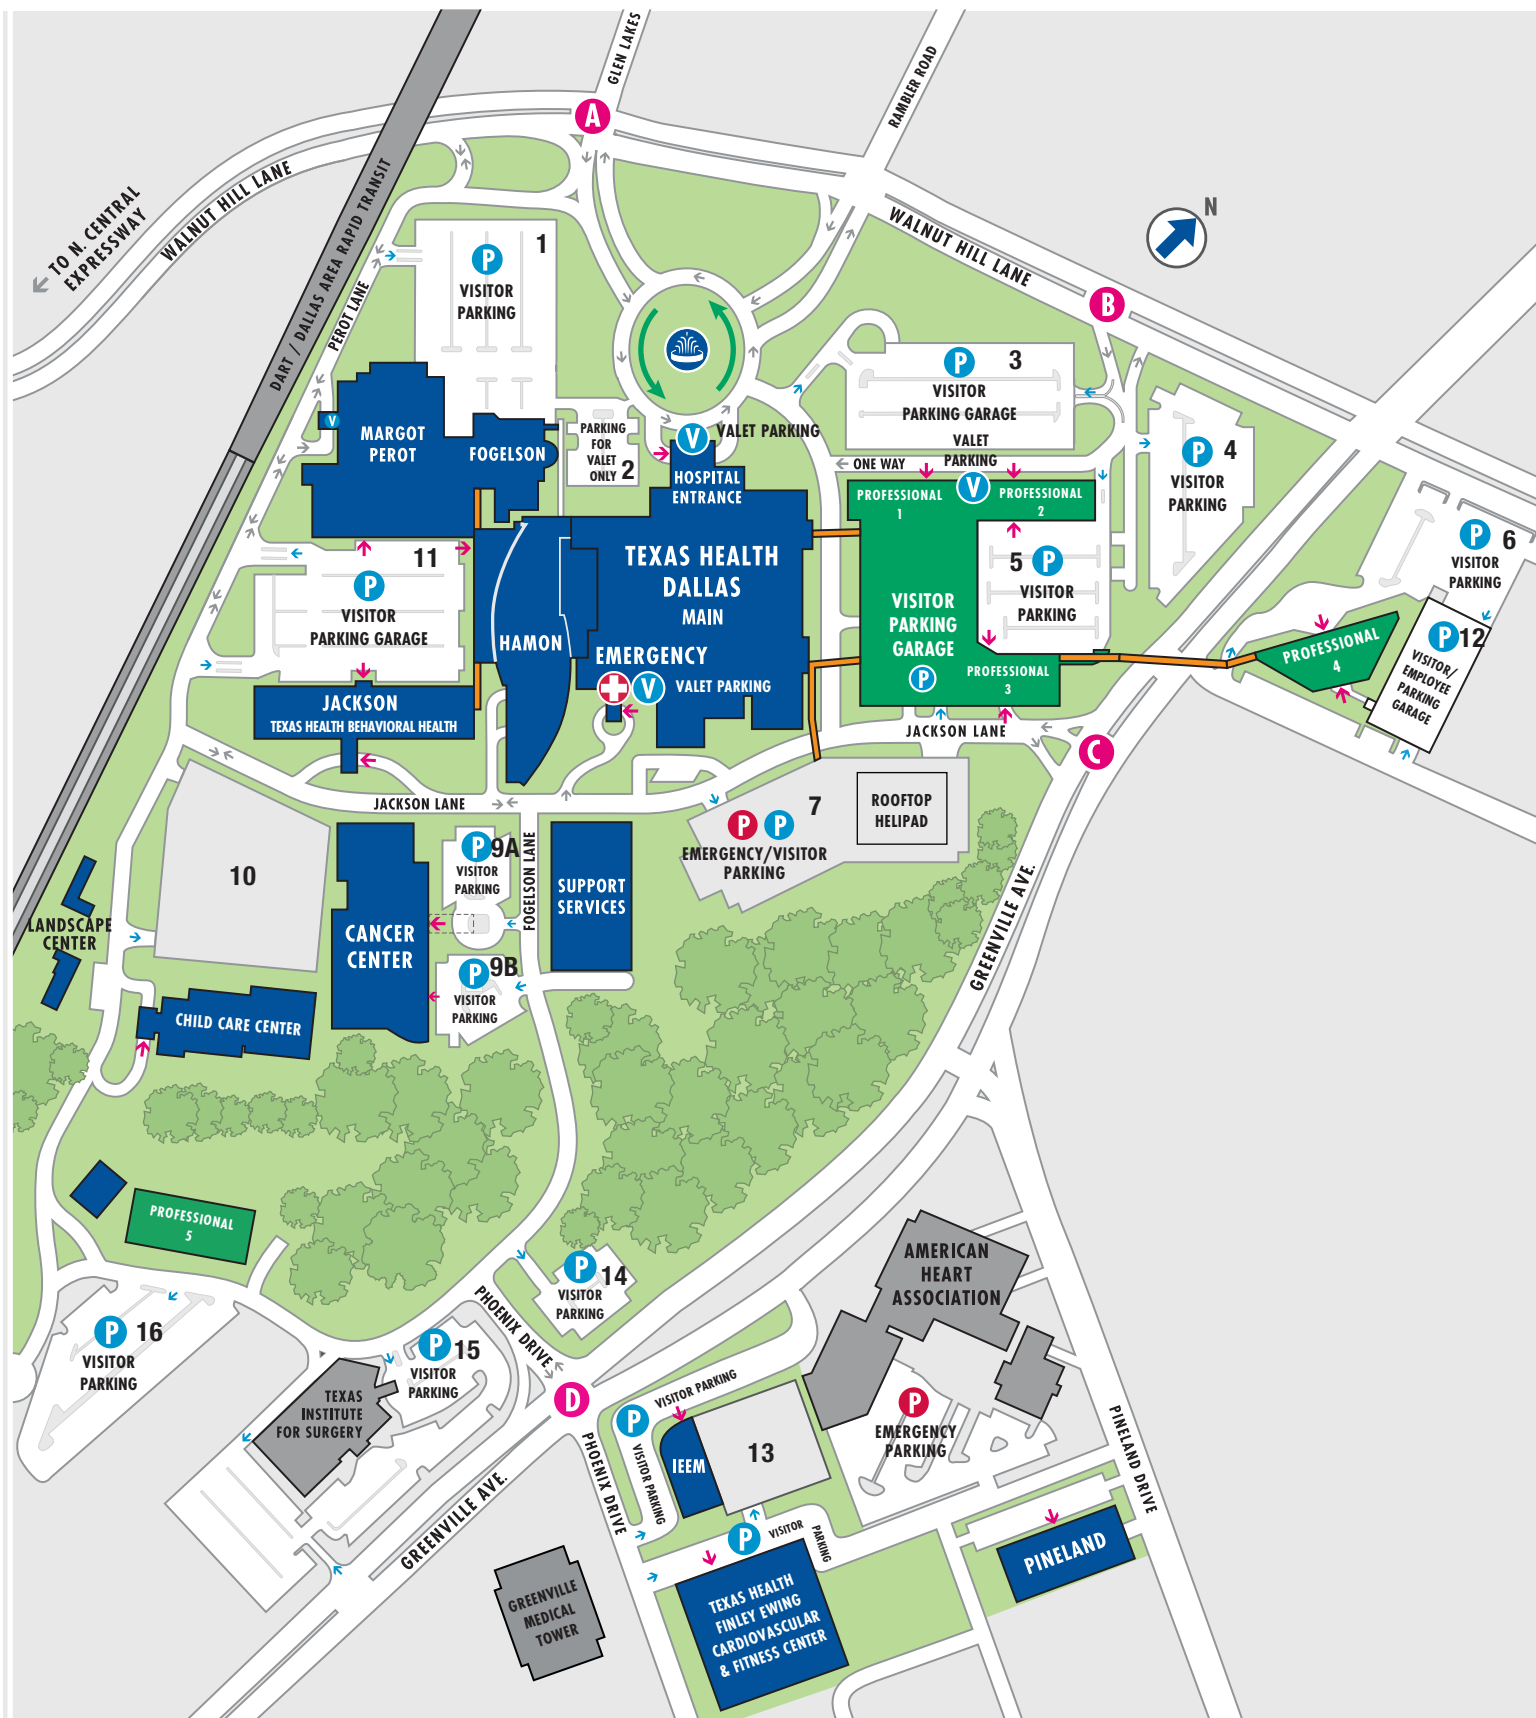 GLEN LAKES
RAMBLER ROAD
A
TO N. CENTRAL
EXPRESSWAY
WALNUT HILL LANE
DART / DALLAS AREA RAPID TRANSIT
N
WALNUT HILL LANE
B
PEROT LANE
1
P
VISITOR
PARKING
3
P
VISITOR
PARKING GARAGE
V
MARGOT
PEROT
FOGELSON
PARKING
FOR
VALET
ONLY
2
V
VALET PARKING
HOSPITAL
ENTRANCE
VALET
PARKING
ONE WAY
V
PROFESSIONAL
1
PROFESSIONAL
2
4
P
VISITOR
PARKING
6
P
VISITOR
PARKING
11
P
VISITOR
PARKING GARAGE
HAMON
TEXAS HEALTH
DALLAS
MAIN
EMERGENCY
V
VALET PARKING
VISITOR
PARKING
GARAGE
P
5
P
VISITOR
PARKING
PROFESSIONAL
3
PROFESSIONAL
4
P
12
VISITOR/
EMPLOYEE
PARKING
GARAGE
JACKSON
TEXAS HEALTH BEHAVIORAL HEALTH
JACKSON LANE
C
JACKSON LANE
7
P
P
EMERGENCY/VISITOR
PARKING
ROOFTOP
HELIPAD
10
P
9A
VISITOR
PARKING
FOGELSON LANE
SUPPORT
SERVICES
LANDSCAPE
CENTER
CANCER
CENTER
P
9B
VISITOR
PARKING
GREENVILLE AVE.
CHILD CARE CENTER
PROFESSIONAL
5
P
14
VISITOR
PARKING
PHOENIX DRIVE
AMERICAN
HEART
ASSOCIATION
P
16
VISITOR
PARKING
P
15
VISITOR
PARKING
TEXAS
INSTITUTE
FOR SURGERY
D
VISITOR PARKING
P
VISITOR PARKING
IEEM
13
P
EMERGENCY
PARKING
PINELAND DRIVE
PHOENIX DRIVE
GREENVILLE AVE.
P
VISITOR
PARKING
PINELAND
GREENVILLE
MEDICAL
TOWER
TEXAS HEALTH
FINLEY EWING
CARDIOVASCULAR
& FITNESS CENTER